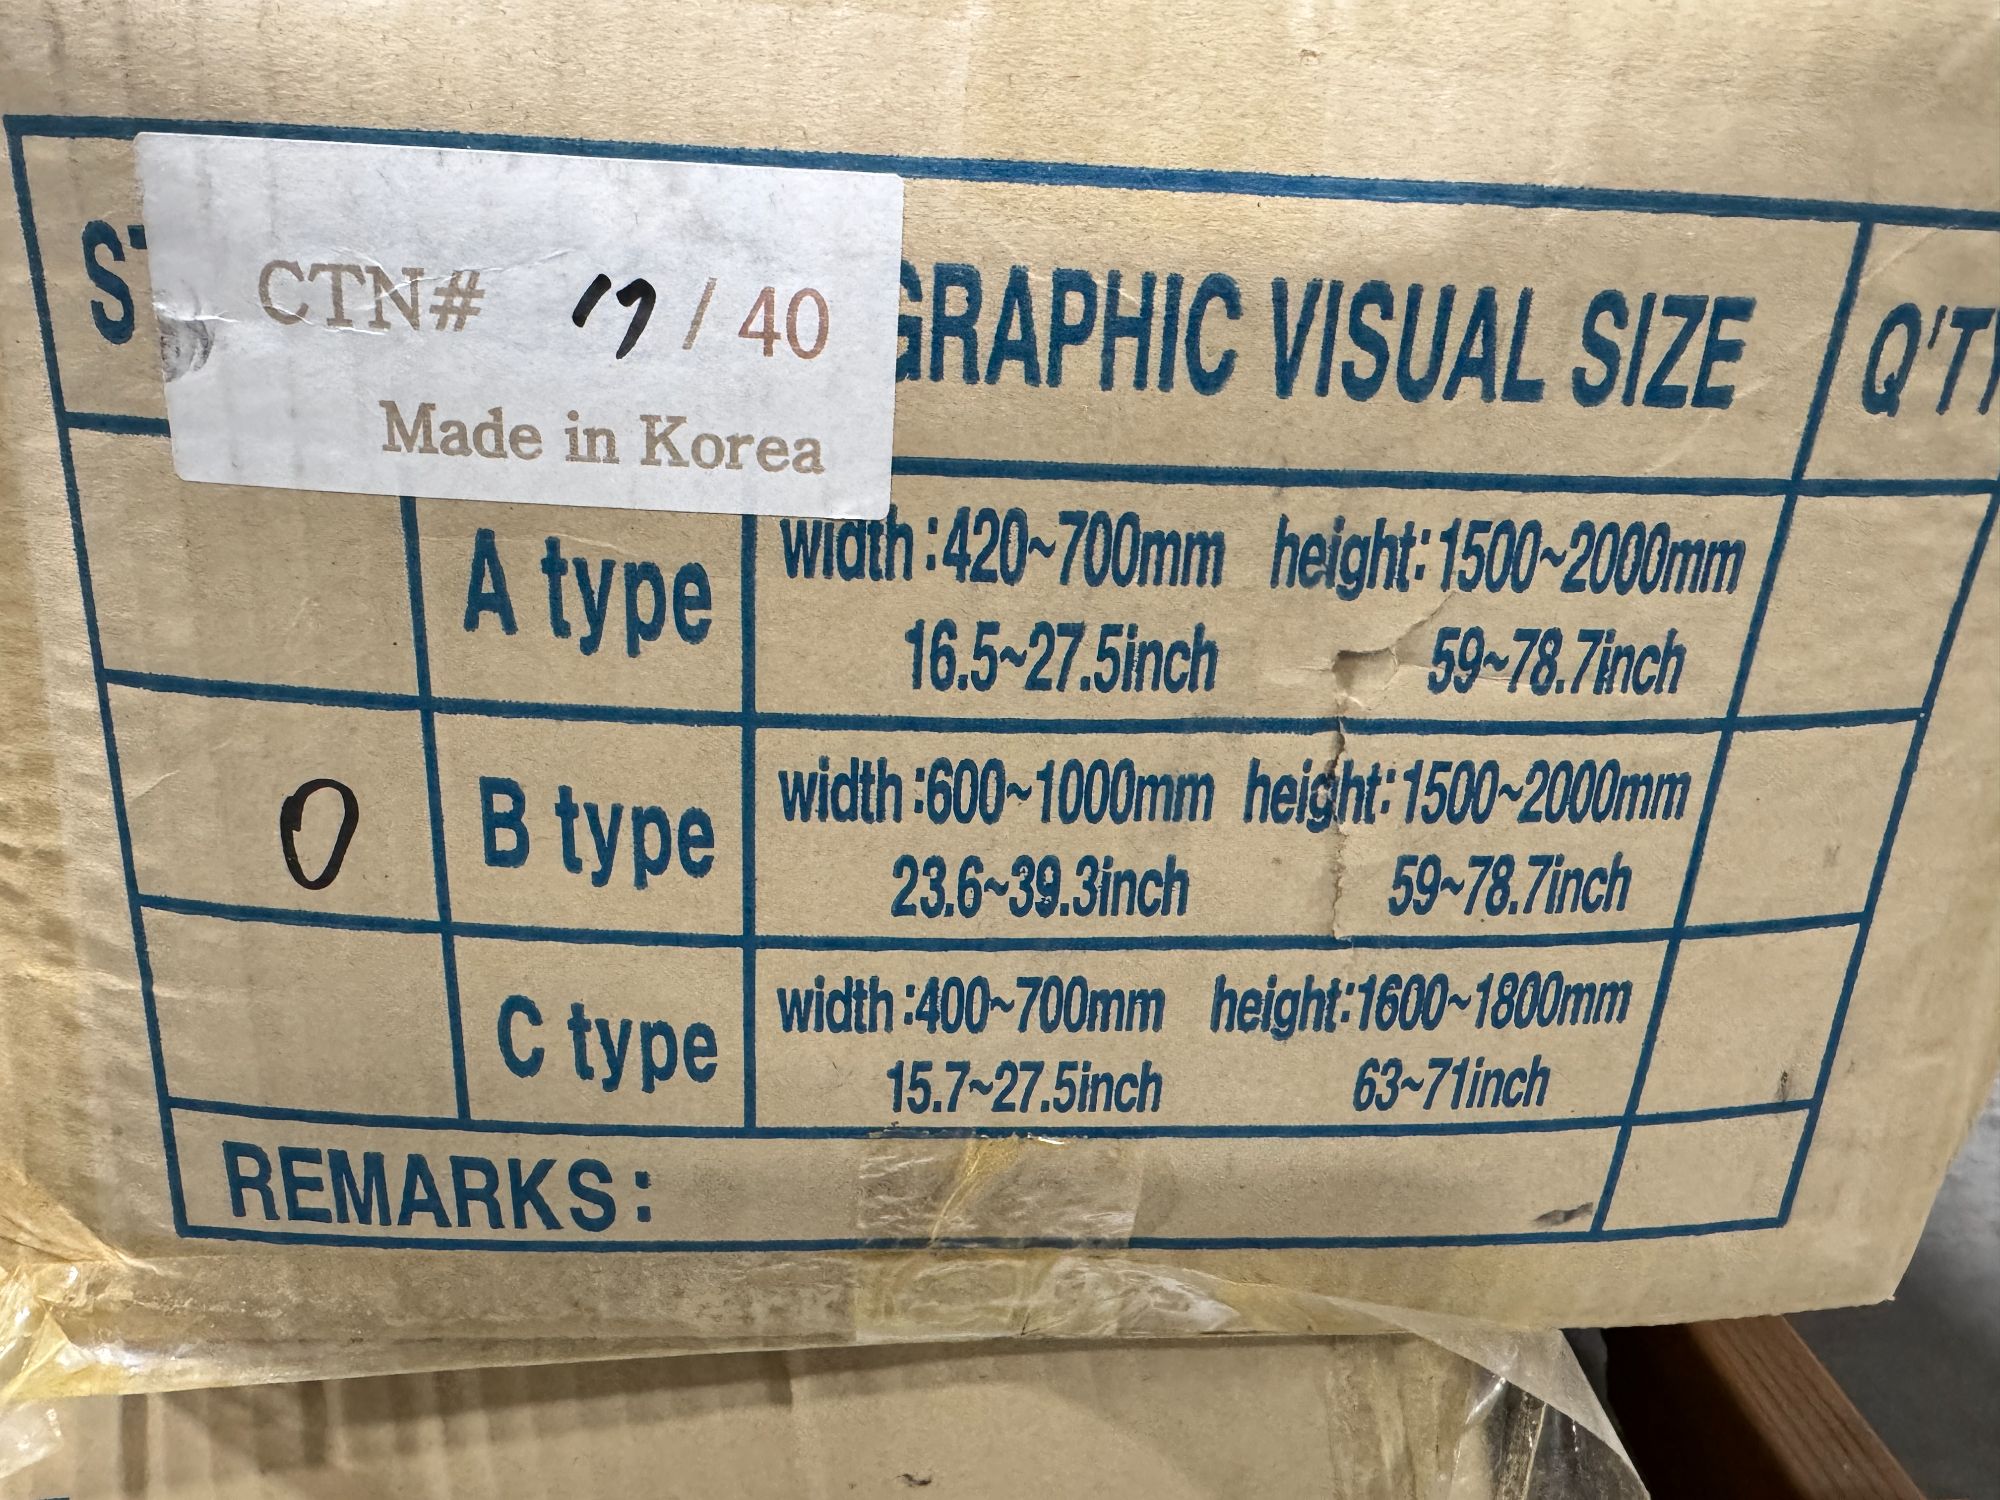 CTN# 17 / 40
Made in Korea
GRAPHIC VISUAL SIZE
Q'TY
A type
width : 420~700mm height : 1500~2000mm
16.5~27.5inch 59~78.7inch
O
B type
width : 600~1000mm height : 1500~2000mm
23.6~39.3inch 59~78.7inch
C type
width : 400~700mm height : 1600~1800mm
15.7~27.5inch 63~71inch
REMARKS :